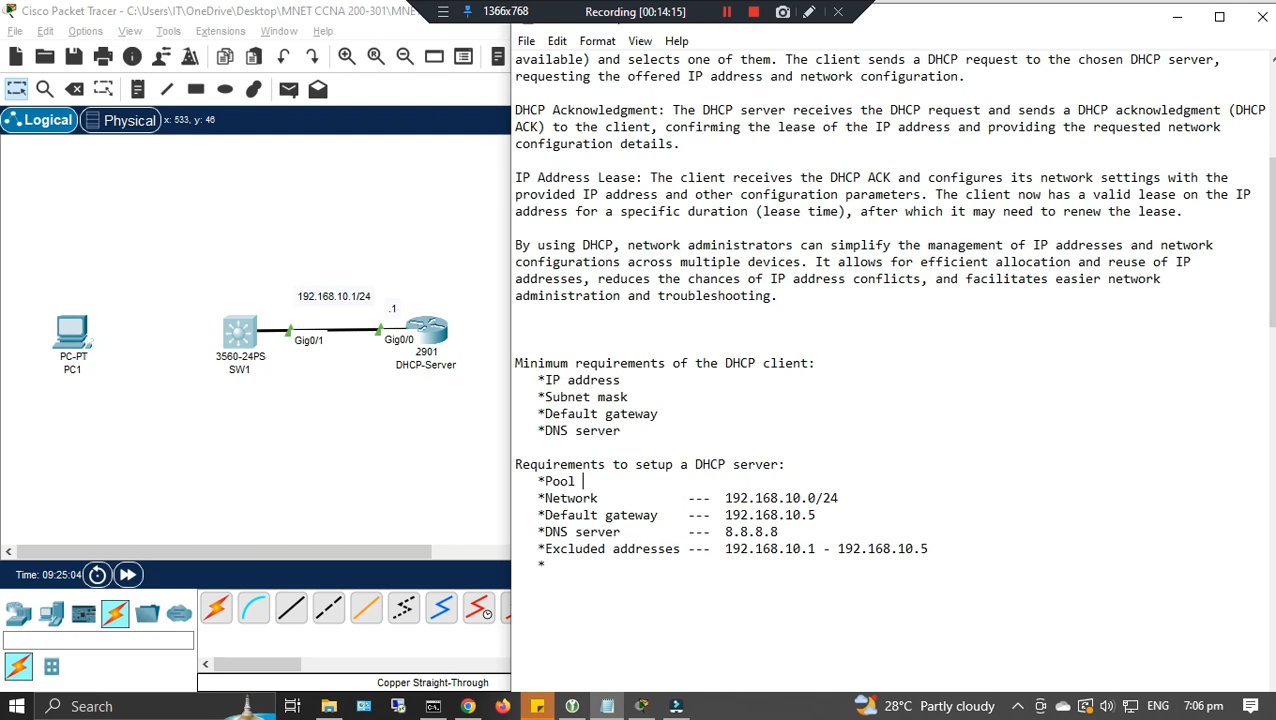 Cisco Packet Tracer - C:\Users\IT\OneDrive\Desktop\MNET CCNA 200-301\MNE
1366x768
Recording [00:14:15]
File Edit Options View Tools Extensions Window Help
File Edit Format View Help
Logical
Physical
x: 533, y: 46
available) and selects one of them. The client sends a DHCP request to the chosen DHCP server,
requesting the offered IP address and network configuration.
DHCP Acknowledgment: The DHCP server receives the DHCP request and sends a DHCP acknowledgment (DHCP
ACK) to the client, confirming the lease of the IP address and providing the requested network
configuration details.
IP Address Lease: The client receives the DHCP ACK and configures its network settings with the
provided IP address and other configuration parameters. The client now has a valid lease on the IP
address for a specific duration (lease time), after which it may need to renew the lease.
By using DHCP, network administrators can simplify the management of IP addresses and network
configurations across multiple devices. It allows for efficient allocation and reuse of IP
addresses, reduces the chances of IP address conflicts, and facilitates easier network
administration and troubleshooting.
Minimum requirements of the DHCP client:
*IP address
*Subnet mask
*Default gateway
*DNS server
Requirements to setup a DHCP server:
*Pool
*Network --- 192.168.10.0/24
*Default gateway --- 192.168.10.5
*DNS server --- 8.8.8.8
*Excluded addresses --- 192.168.10.1 - 192.168.10.5
*
192.168.10.1/24
.1
Gig0/1
Gig0/0
PC-PT
PC1
3560-24PS
SW1
2901
DHCP-Server
Time: 09:25:04
Copper Straight-Through
Search
28°C Partly cloudy
ENG
7:06 pm